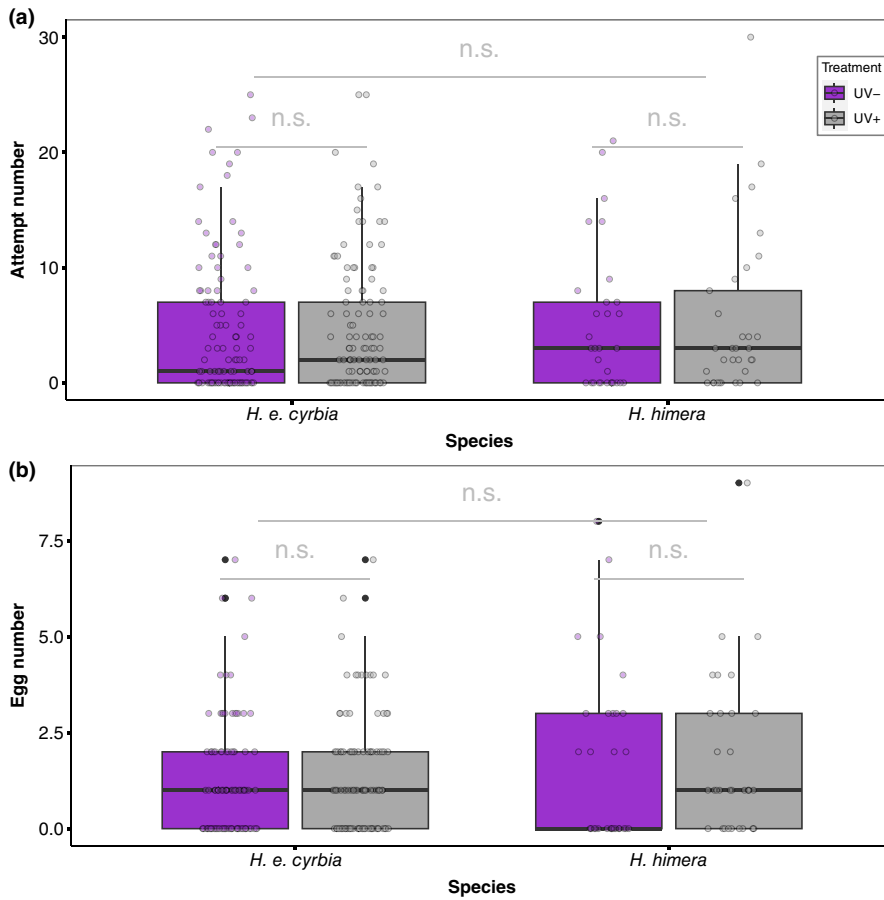 (a)
30
20
10
0
Attempt number
n.s.
n.s.
n.s.
Treatment
UV−
UV+
H. e. cyrbia
H. himera
Species
(b)
7.5
5.0
2.5
0.0
Egg number
n.s.
n.s.
n.s.
H. e. cyrbia
H. himera
Species